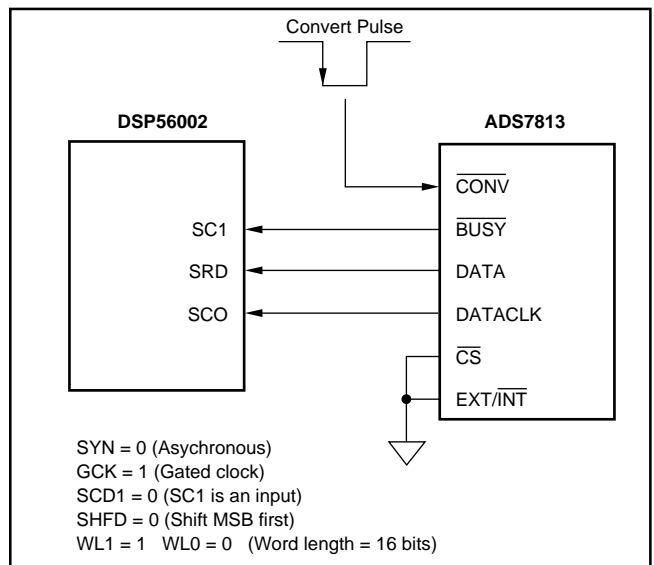 Convert Pulse
DSP56002
ADS7813
CONV
SC1
BUSY
SRD
DATA
SCO
DATACLK
CS
EXT/INT
SYN = 0 (Asychronous)
GCK = 1 (Gated clock)
SCD1 = 0 (SC1 is an input)
SHFD = 0 (Shift MSB first)
WL1 = 1 WL0 = 0 (Word length = 16 bits)